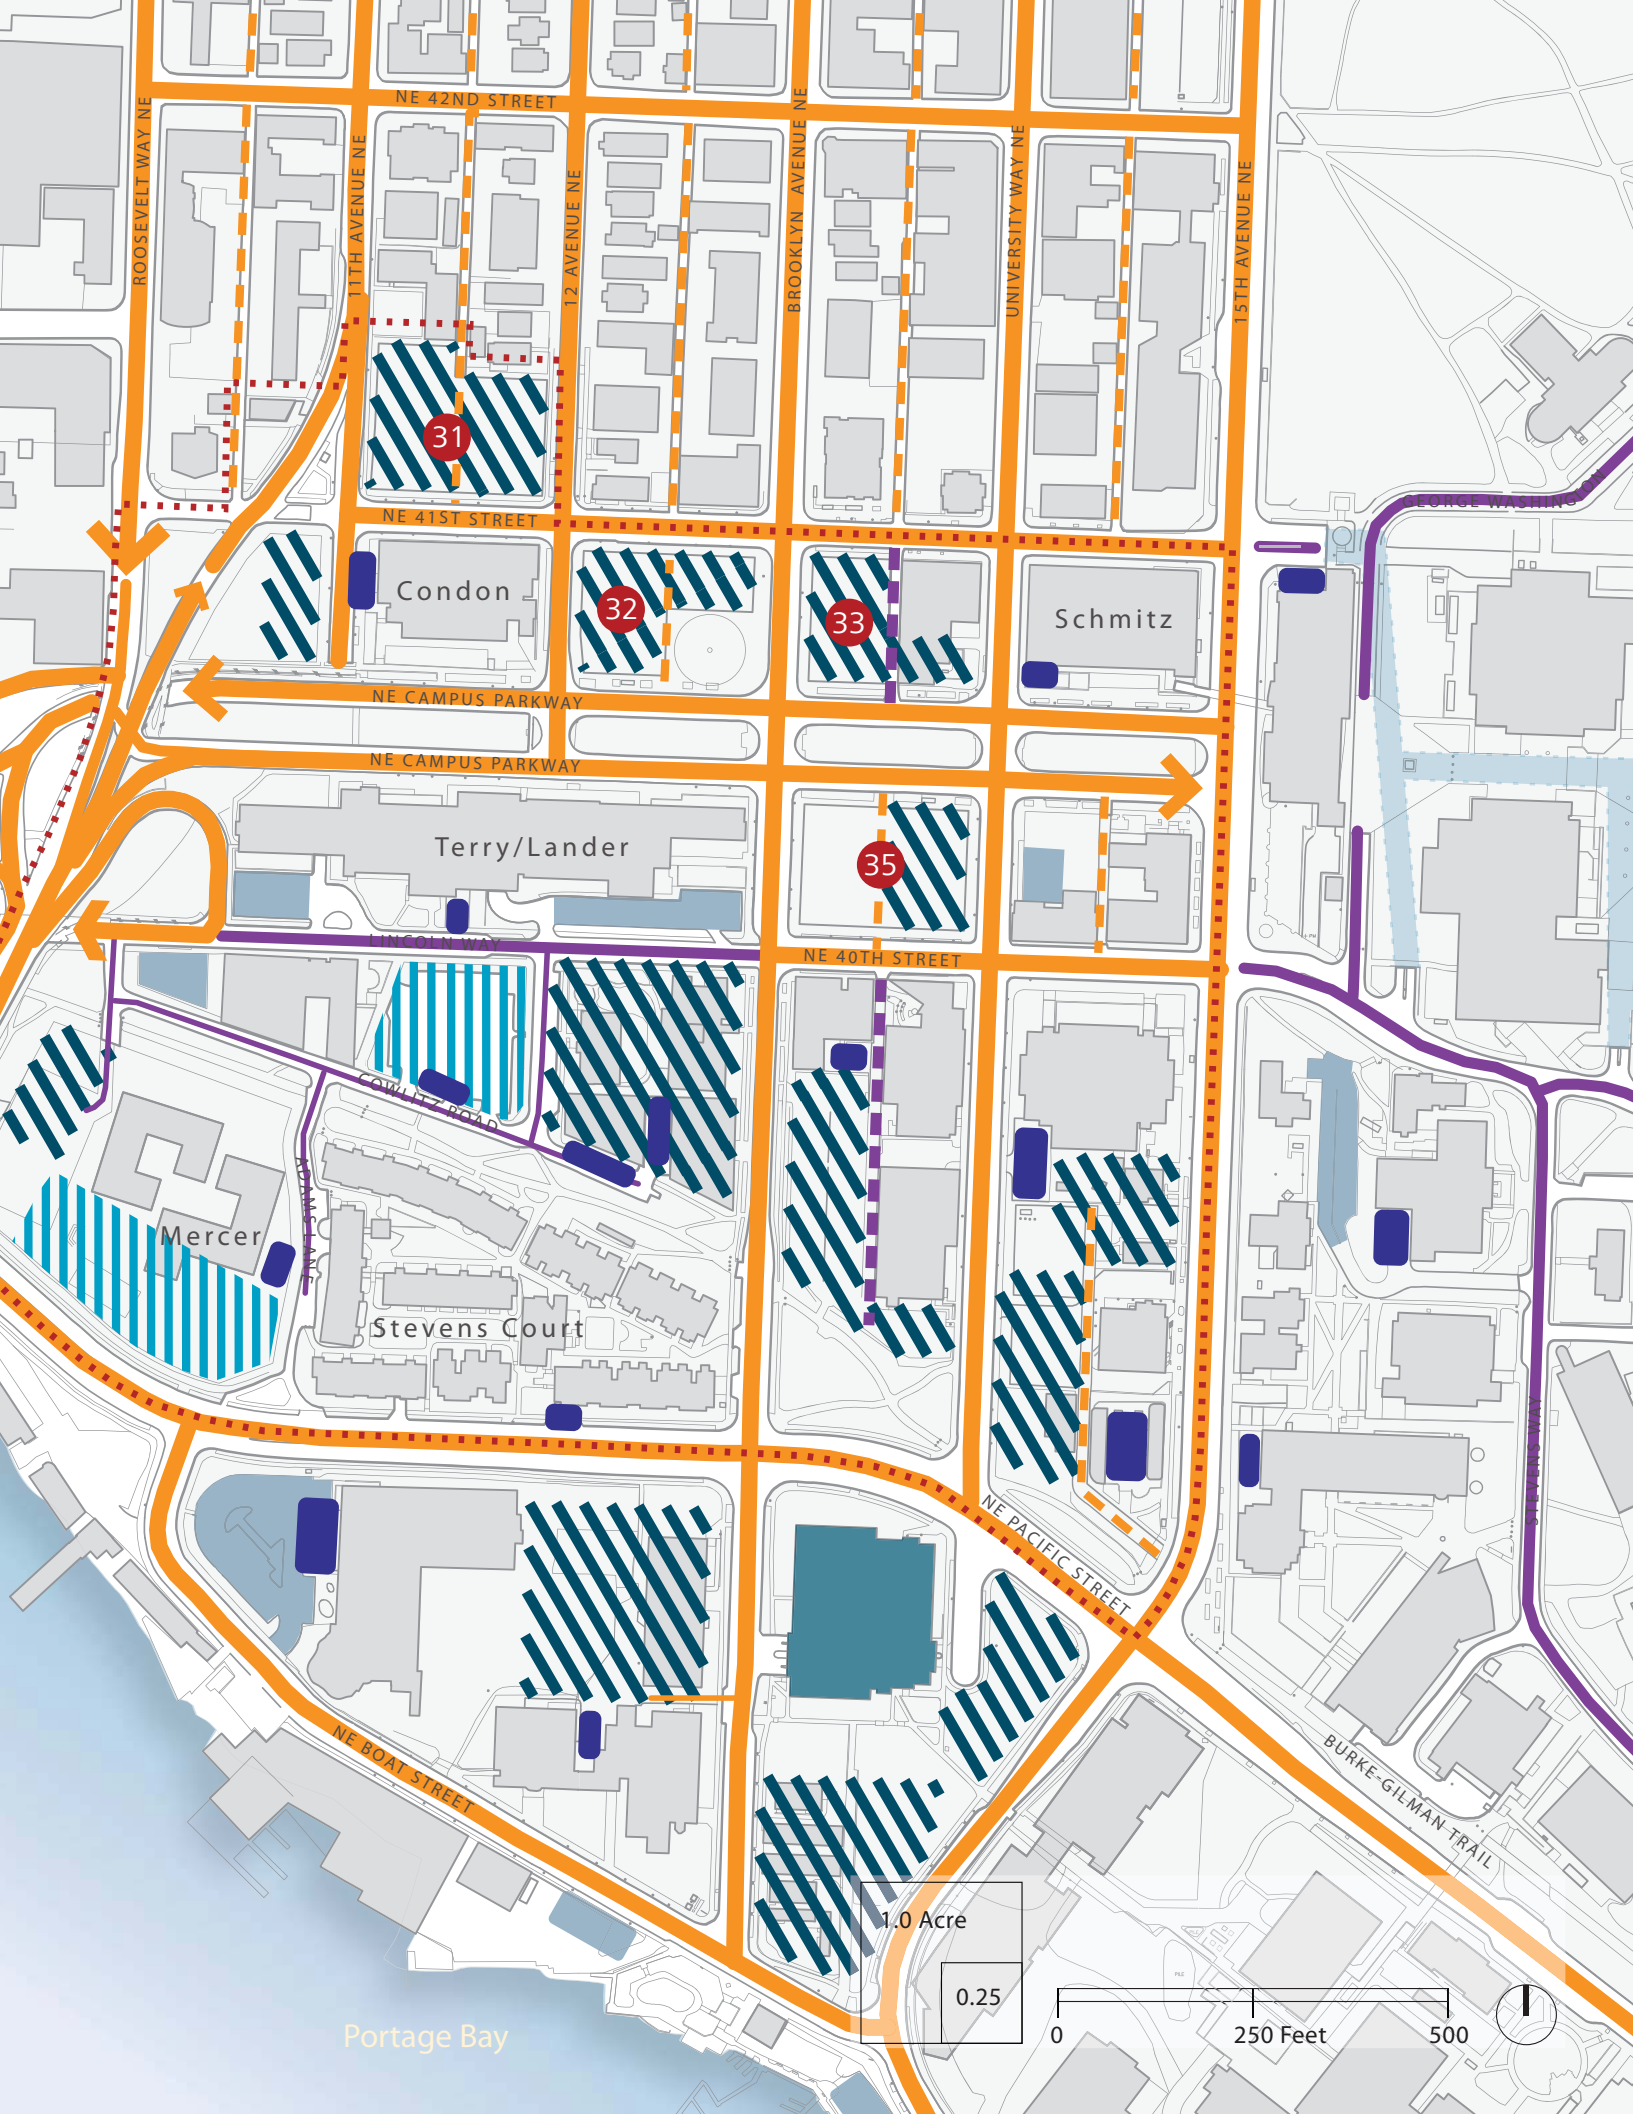 NE 42ND STREET
ROOSEVELT WAY NE
11TH AVENUE NE
12 AVENUE NE
BROOKLYN AVENUE NE
UNIVERSITY WAY NE
15TH AVENUE NE
31
GEORGE WASHINGTON
NE 41ST STREET
Condon
32
33
Schmitz
NE CAMPUS PARKWAY
NE CAMPUS PARKWAY
Terry/Lander
35
LINCOLN WAY
NE 40TH STREET
COWLITZ ROAD
ADAMS LANE
Mercer
Stevens Court
STEVENS WAY
NE PACIFIC STREET
NE BOAT STREET
BURKE-GILMAN TRAIL
1.0 Acre
0.25
0
250 Feet
500
Portage Bay